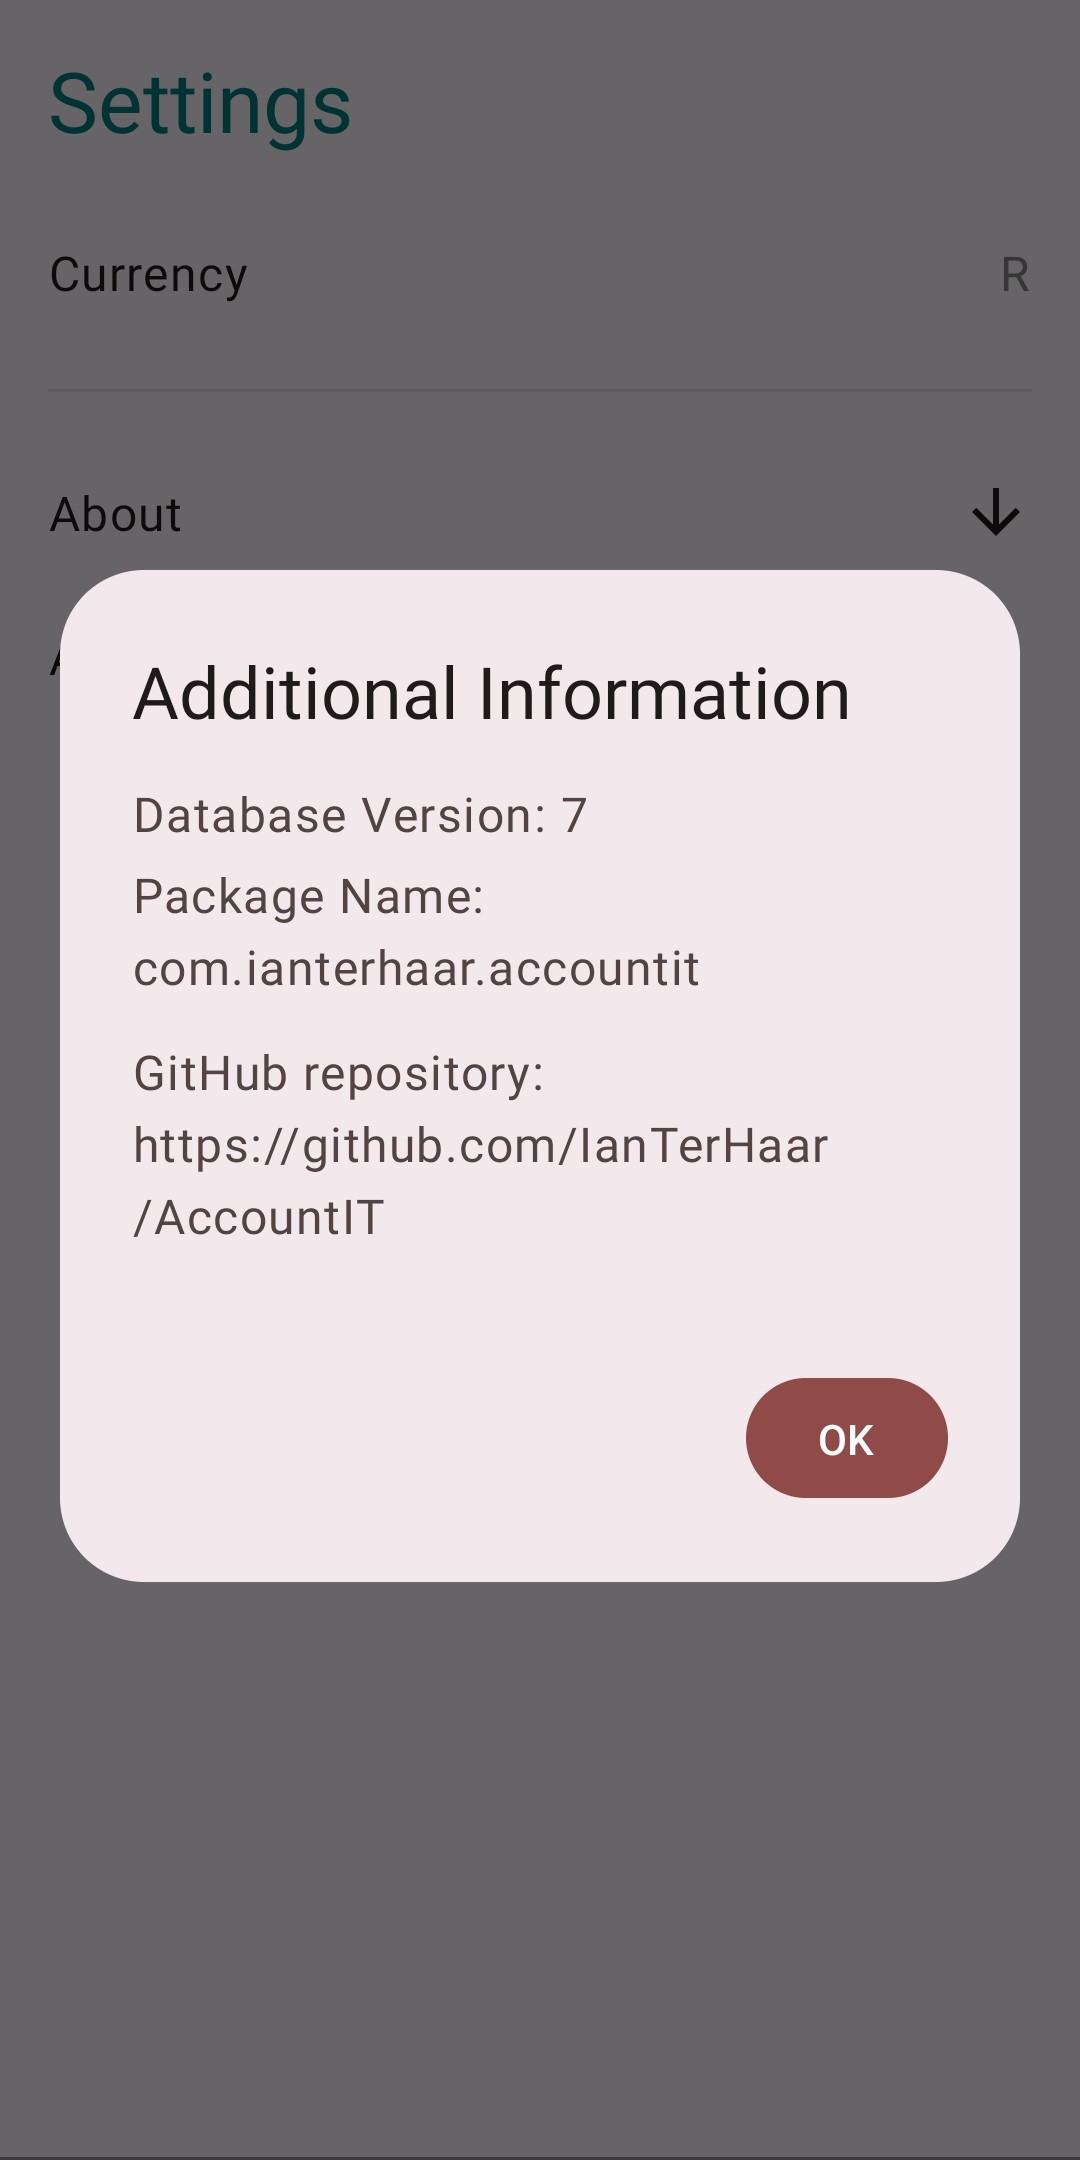 Settings
Currency R
About
Additional Information
Database Version: 7
Package Name:
com.ianterhaar.accountit
GitHub repository:
https://github.com/IanTerHaar
/AccountIT
OK